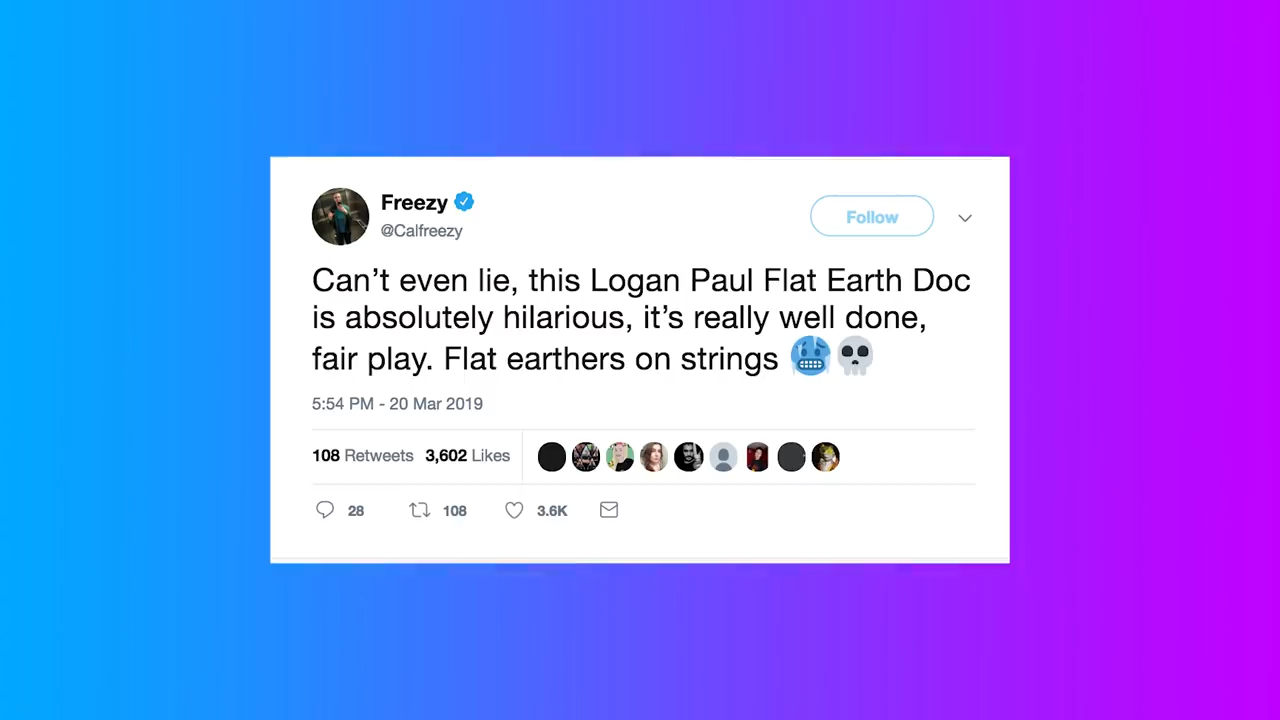 Freezy
@Calfreezy
Follow
Can’t even lie, this Logan Paul Flat Earth Doc
is absolutely hilarious, it’s really well done,
fair play. Flat earthers on strings 🥶💀
5:54 PM - 20 Mar 2019
108 Retweets 3,602 Likes
28 108 3.6K